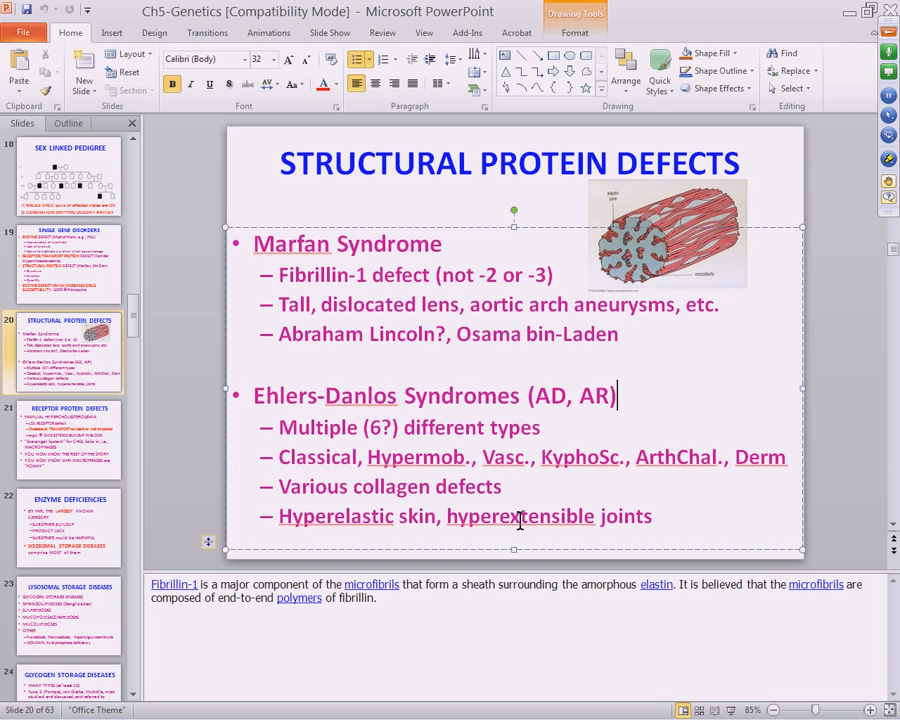 Ch5-Genetics [Compatibility Mode] - Microsoft PowerPoint
Drawing Tools
File Home Insert Design Transitions Animations Slide Show Review View Add-Ins Acrobat Format
Paste
Clipboard
New
Slide
Layout
Reset
Section
Slides
Calibri (Body) 32
Font
Paragraph
Arrange
Quick
Styles
Shape Fill
Shape Outline
Shape Effects
Drawing
Find
Replace
Select
Editing
Slides Outline
18
SEX LINKED PEDIGREE
19
SINGLE GENE DISORDERS
20
STRUCTURAL PROTEIN DEFECTS
21
RECEPTOR PROTEIN DEFECTS
22
ENZYME DEFICIENCIES
23
LYSOSOMAL STORAGE DISEASES
24
GLYCOGEN STORAGE DISEASES
STRUCTURAL PROTEIN DEFECTS
• Marfan Syndrome
– Fibrillin-1 defect (not -2 or -3)
– Tall, dislocated lens, aortic arch aneurysms, etc.
– Abraham Lincoln?, Osama bin-Laden
• Ehlers-Danlos Syndromes (AD, AR)
– Multiple (6?) different types
– Classical, Hypermob., Vasc., KyphoSc., ArthChal., Derm
– Various collagen defects
– Hyperelastic skin, hyperextensible joints
Fibrillin-1 is a major component of the microfibrils that form a sheath surrounding the amorphous elastin. It is believed that the microfibrils are
composed of end-to-end polymers of fibrillin.
Slide 20 of 63 "Office Theme" 85%